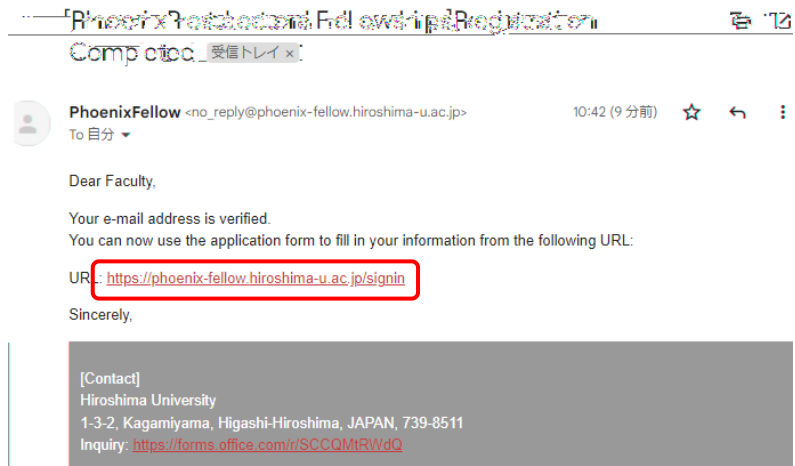 Completed 受信トレイ ×
PhoenixFellow <no_reply@phoenix-fellow.hiroshima-u.ac.jp> 10:42 (9 分前)
To 自分
Dear Faculty,
Your e-mail address is verified.
You can now use the application form to fill in your information from the following URL:
URL: https://phoenix-fellow.hiroshima-u.ac.jp/signin
Sincerely,
[Contact]
Hiroshima University
1-3-2, Kagamiyama, Higashi-Hiroshima, JAPAN, 739-8511
Inquiry: https://forms.office.com/r/SCCQMtRWdQ